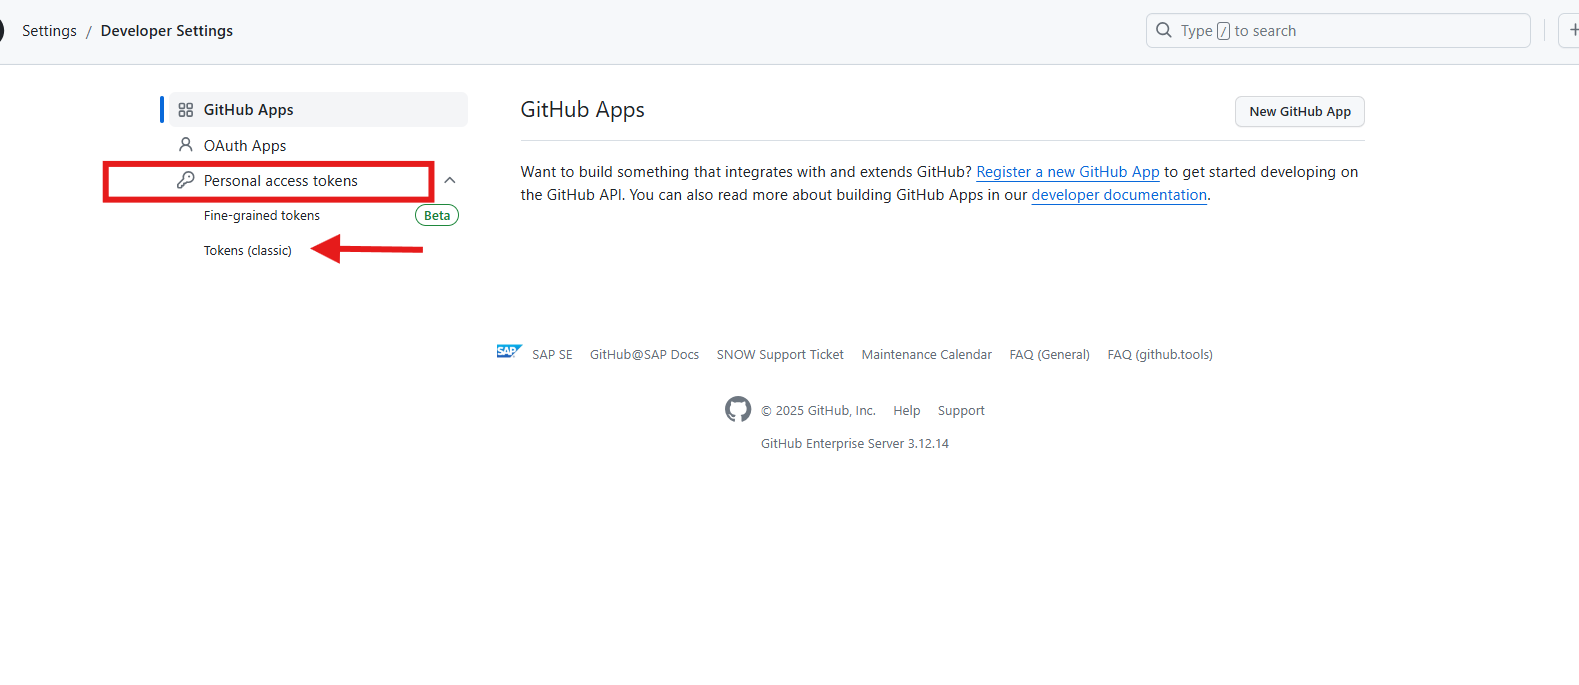 Settings / Developer Settings
Type / to search
GitHub Apps
OAuth Apps
Personal access tokens
Fine-grained tokens Beta
Tokens (classic)
GitHub Apps
New GitHub App
Want to build something that integrates with and extends GitHub? Register a new GitHub App to get started developing on
the GitHub API. You can also read more about building GitHub Apps in our developer documentation.
SAP SAP SE GitHub@SAP Docs SNOW Support Ticket Maintenance Calendar FAQ (General) FAQ (github.tools)
© 2025 GitHub, Inc. Help Support
GitHub Enterprise Server 3.12.14